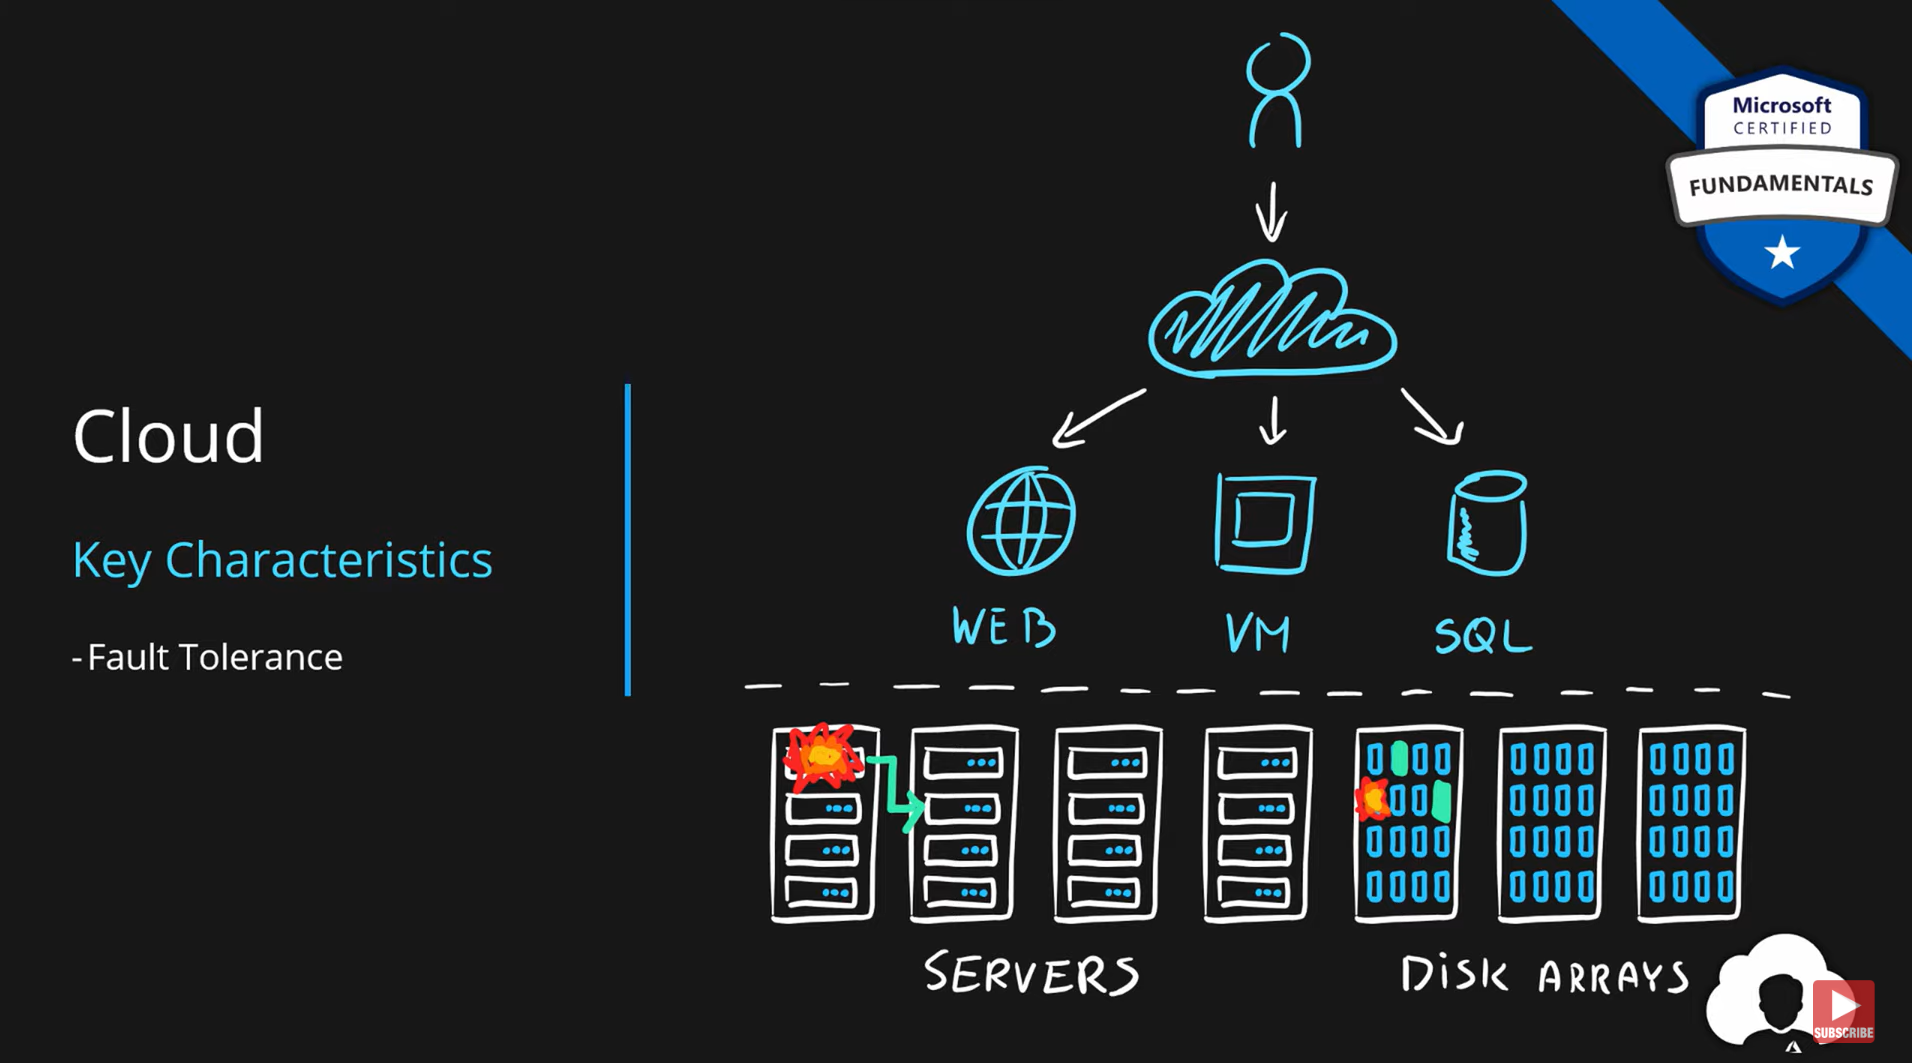 Microsoft
CERTIFIED
FUNDAMENTALS
Cloud
Key Characteristics
-Fault Tolerance
WEB
VM
SQL
SERVERS
DISK ARRAYS
SUBSCRIBE